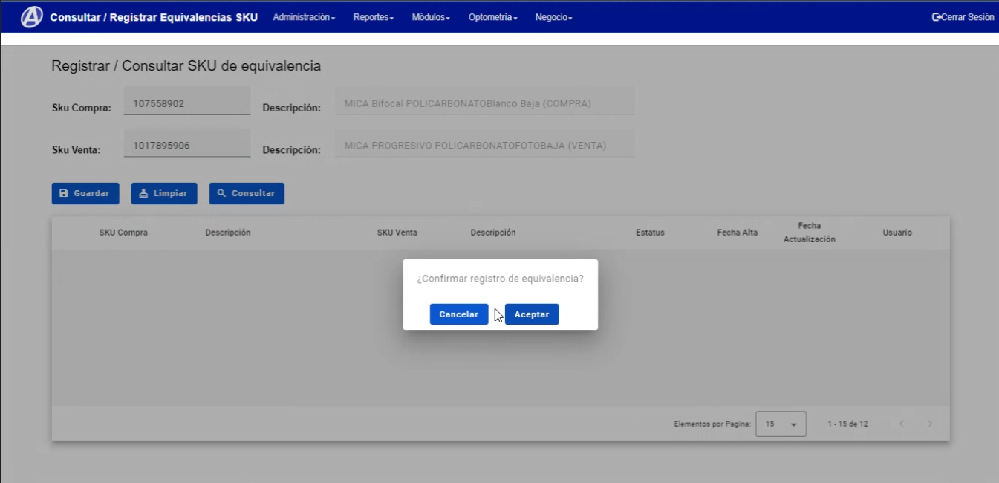 Consultar / Registrar Equivalencias SKU Administración Reportes Módulos Optometría Negocio Cerrar Sesión
Registrar / Consultar SKU de equivalencia
Sku Compra: 107558902 Descripción: MICA Bifocal POLICARBONATOBlanco Baja (COMPRA)
Sku Venta: 1017895906 Descripción: MICA PROGRESIVO POLICARBONATOFOTOBAJA (VENTA)
Guardar Limpiar Consultar
SKU Compra Descripción SKU Venta Descripción Estatus Fecha Alta Fecha Actualización Usuario
¿Confirmar registro de equivalencia?
Cancelar Aceptar
Elementos por Pagina: 15 1 - 15 de 12